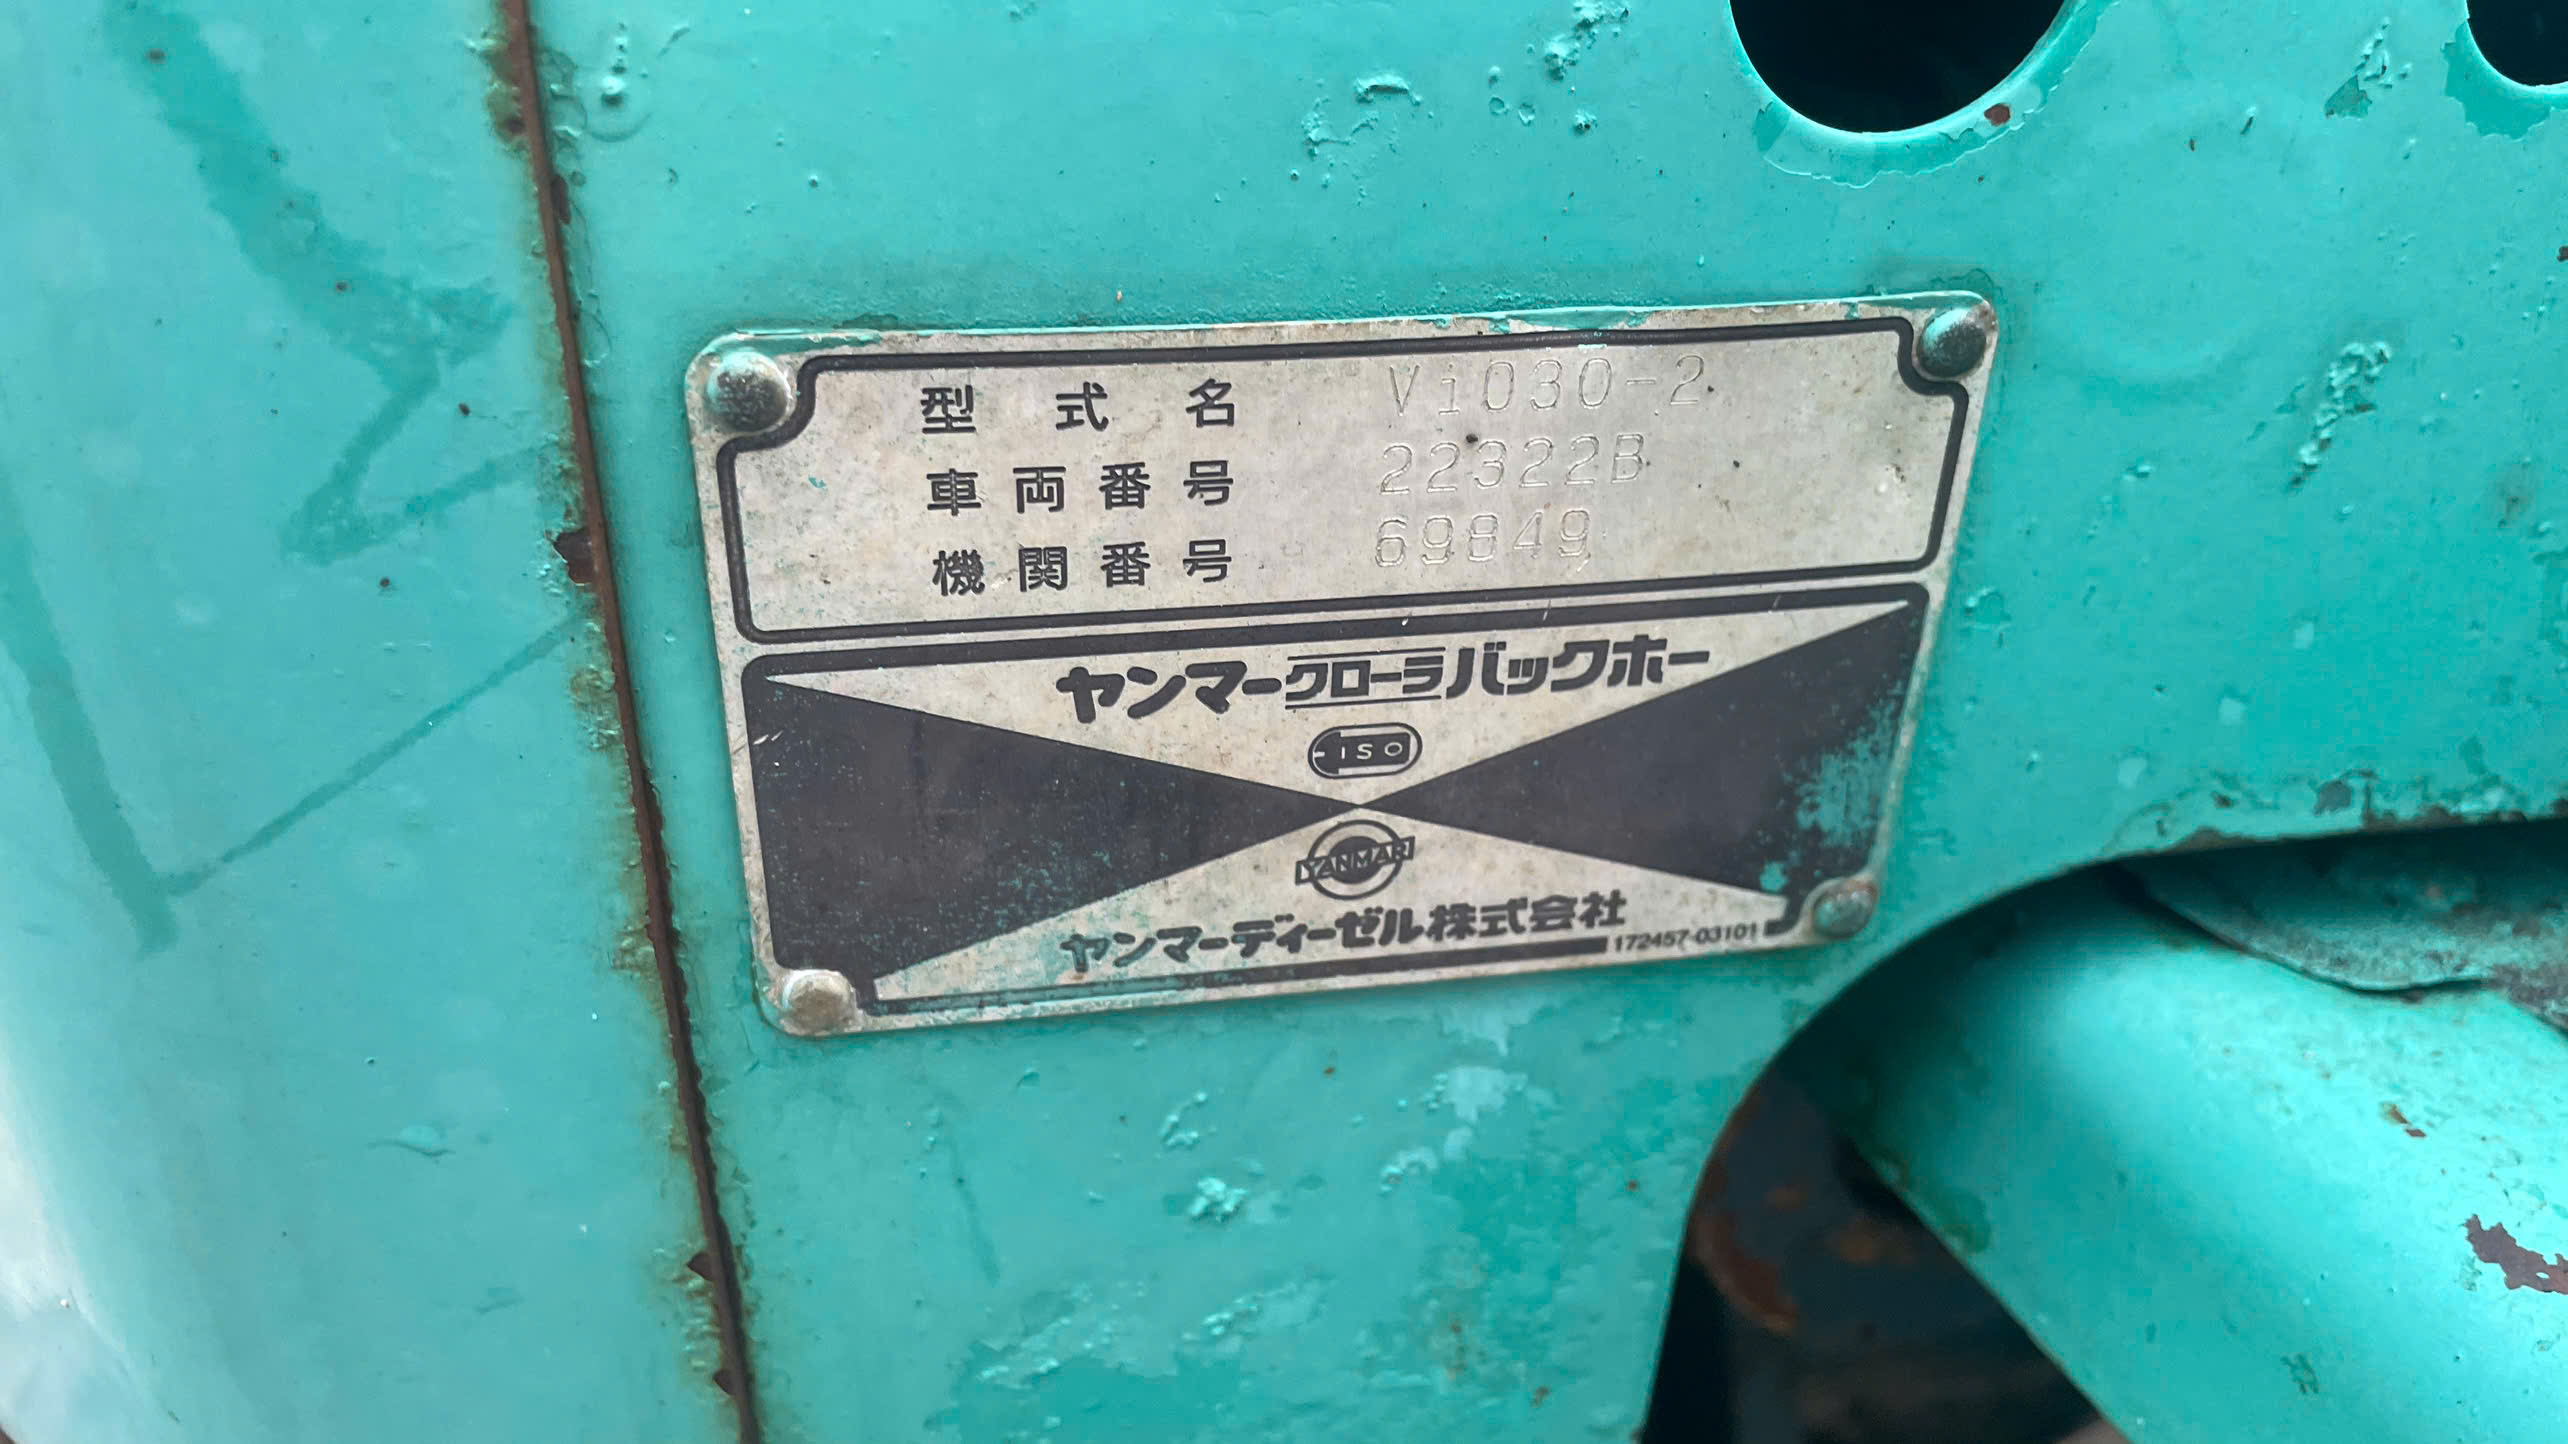 型式名 ViO30-2
車両番号 22322B
機関番号 69849
ヤンマークローラバックホー
ISO
YANMAR
ヤンマーディーゼル株式会社
172457-03101